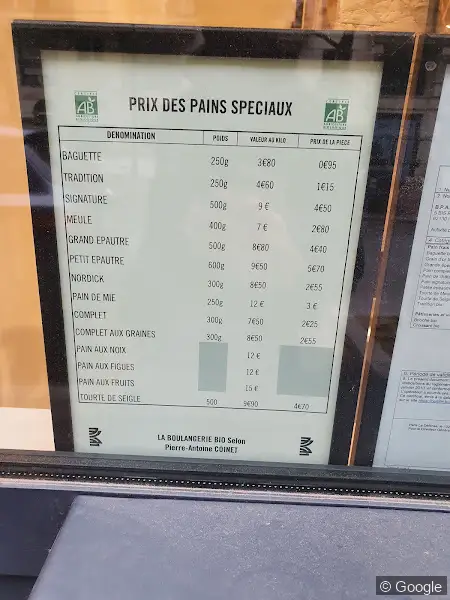 AB
PRIX DES PAINS SPECIAUX
AB
DENOMINATION POIDS VALEUR AU KILO PRIX DE LA PIECE
BAGUETTE 250g 3€80 0€95
TRADITION 250g 4€60 1€15
SIGNATURE 500g 9 € 4€50
MEULE 400g 7 € 2€80
GRAND EPAUTRE 500g 8€80 4€40
PETIT EPAUTRE 600g 9€50 5€70
NORDICK 300g 8€50 2€55
PAIN DE MIE 250g 12 € 3 €
COMPLET 300g 7€50 2€25
COMPLET AUX GRAINES 300g 8€50 2€55
PAIN AUX NOIX 12 €
PAIN AUX FIGUES 12 €
PAIN AUX FRUITS 15 €
TOURTE DE SEIGLE 500 9€90 4€70
LA BOULANGERIE BIO Selon
Pierre-Antoine COINET
© Google